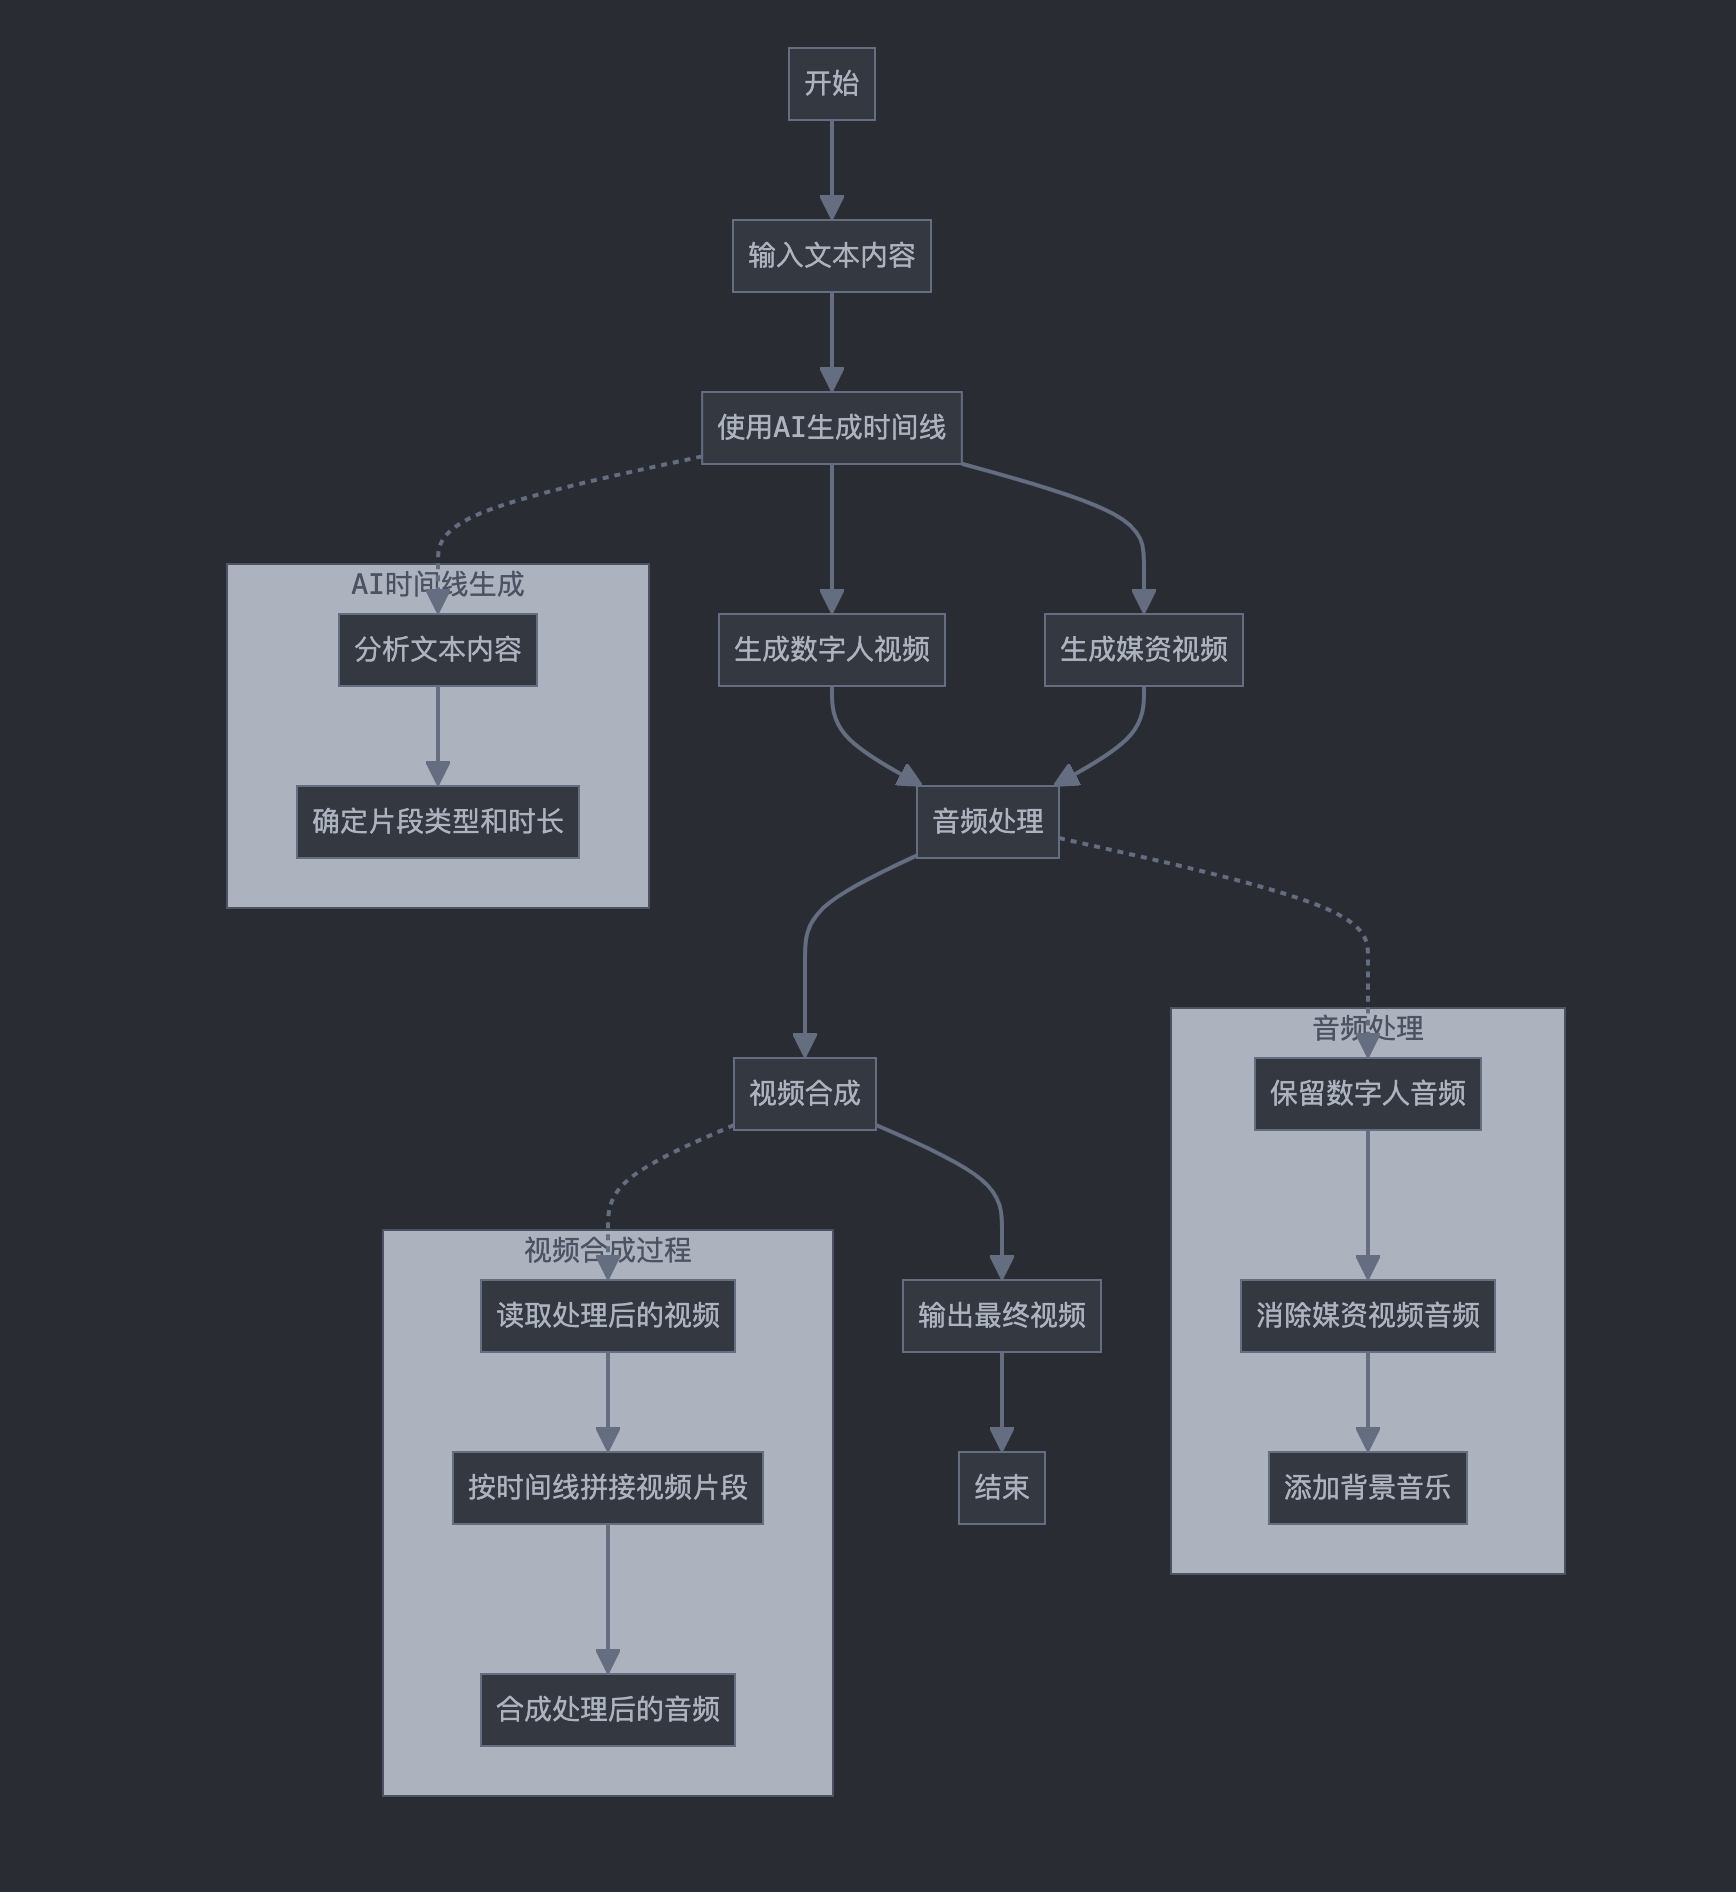 开始
输入文本内容
使用AI生成时间线
AI时间线生成
分析文本内容
生成数字人视频
生成媒资视频
确定片段类型和时长
音频处理
音频处理
视频合成
保留数字人音频
视频合成过程
读取处理后的视频
输出最终视频
消除媒资视频音频
按时间线拼接视频片段
结束
添加背景音乐
合成处理后的音频